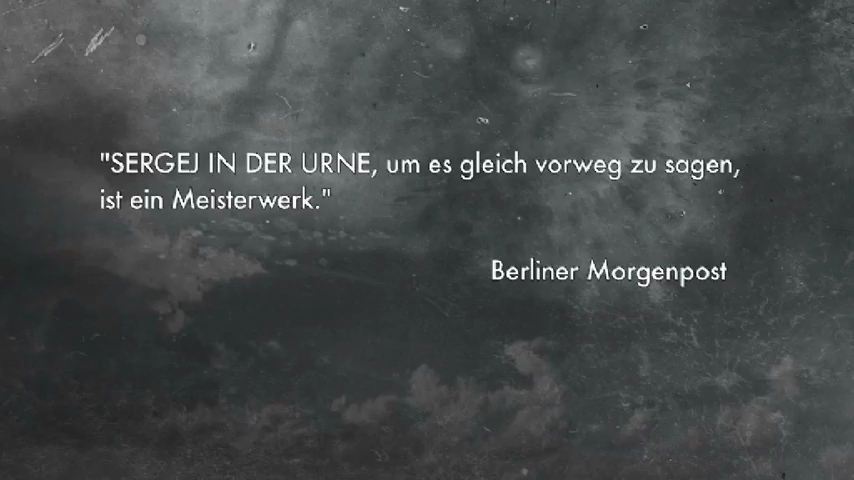 "SERGEJ IN DER URNE, um es gleich vorweg zu sagen,
ist ein Meisterwerk."
Berliner Morgenpost